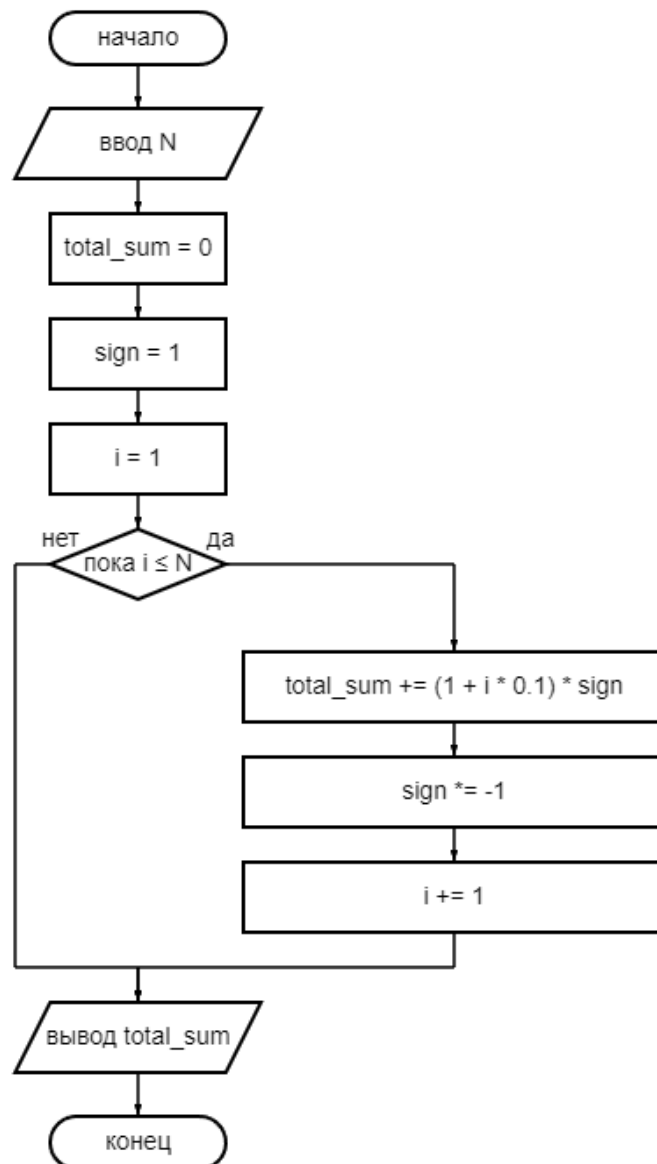 начало
ввод N
total_sum = 0
sign = 1
i = 1
нет
да
пока i ≤ N
total_sum += (1 + i * 0.1) * sign
sign *= -1
i += 1
вывод total_sum
конец